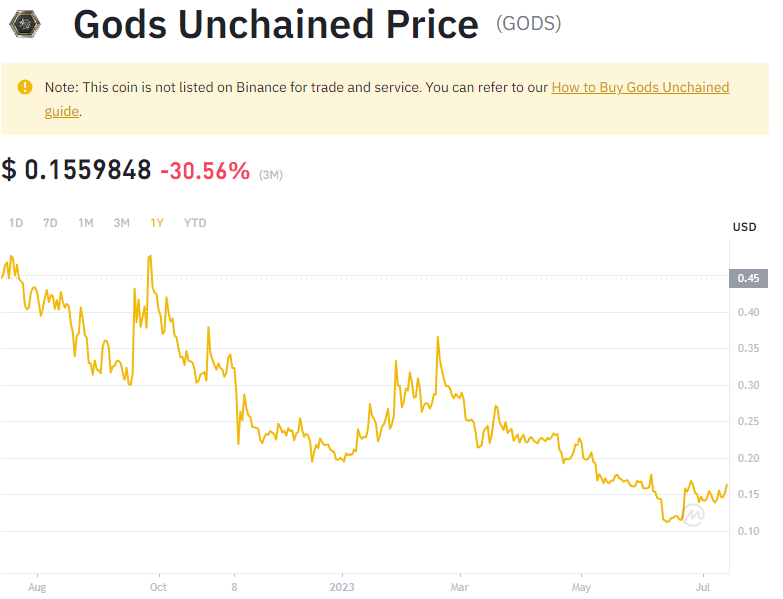 Gods Unchained Price (GODS)
Note: This coin is not listed on Binance for trade and service. You can refer to our How to Buy Gods Unchained
guide.
$ 0.1559848 -30.56% (3M)
1D 7D 1M 3M 1Y YTD
USD
0.45
0.40
0.35
0.30
0.25
0.20
0.15
0.10
Aug Oct 8 2023 Mar May Jul